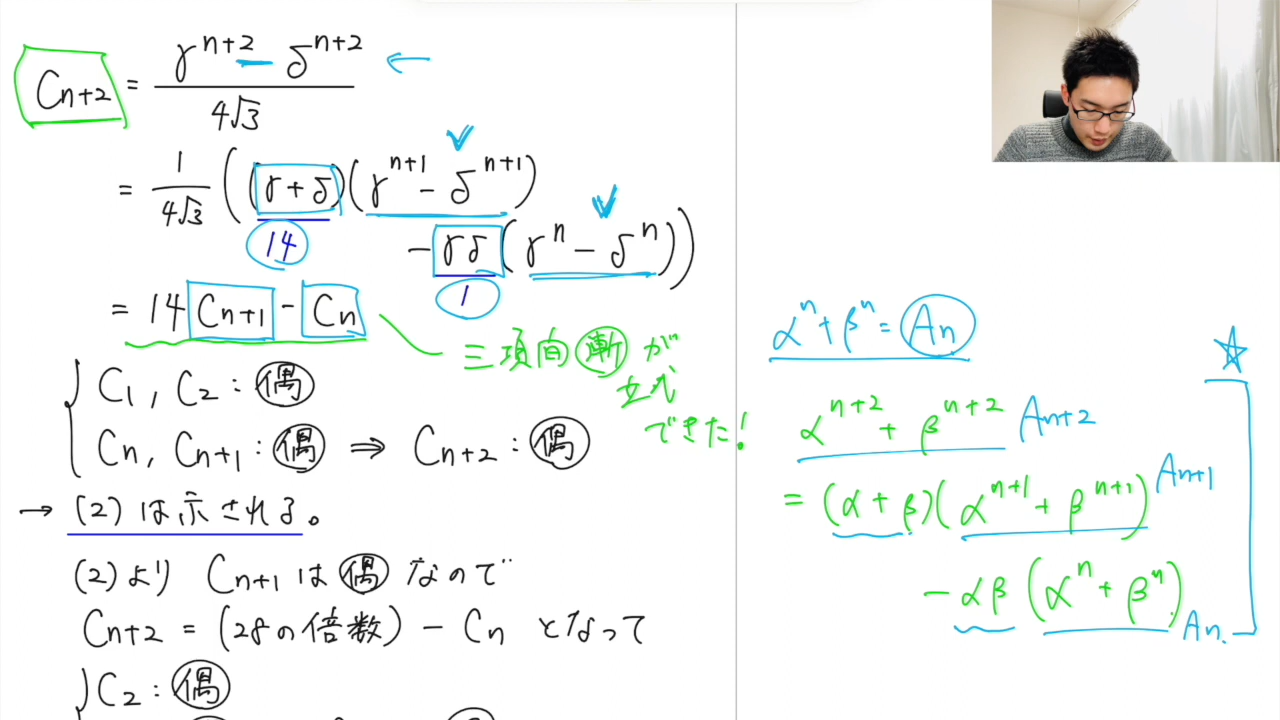 Cn+2 = γ^n+2 − δ^n+2 / 4√3 ←
= 1/4√3 ((γ+δ)(γ^n+1 − δ^n+1)
14
− γδ(γ^n − δ^n))
1
= 14 Cn+1 − Cn
三項間漸が
立式
できた!
C1, C2 : 偶
Cn, Cn+1 : 偶 ⇒ Cn+2 : 偶
→ (2)は示される。
(2)より Cn+1 は 偶 なので
Cn+2 = (28の倍数) − Cn となって
C2 : 偶
α^n + β^n = An
☆
α^n+2 + β^n+2 An+2
= (α+β)(α^n+1 + β^n+1) An+1
− αβ (α^n + β^n) An